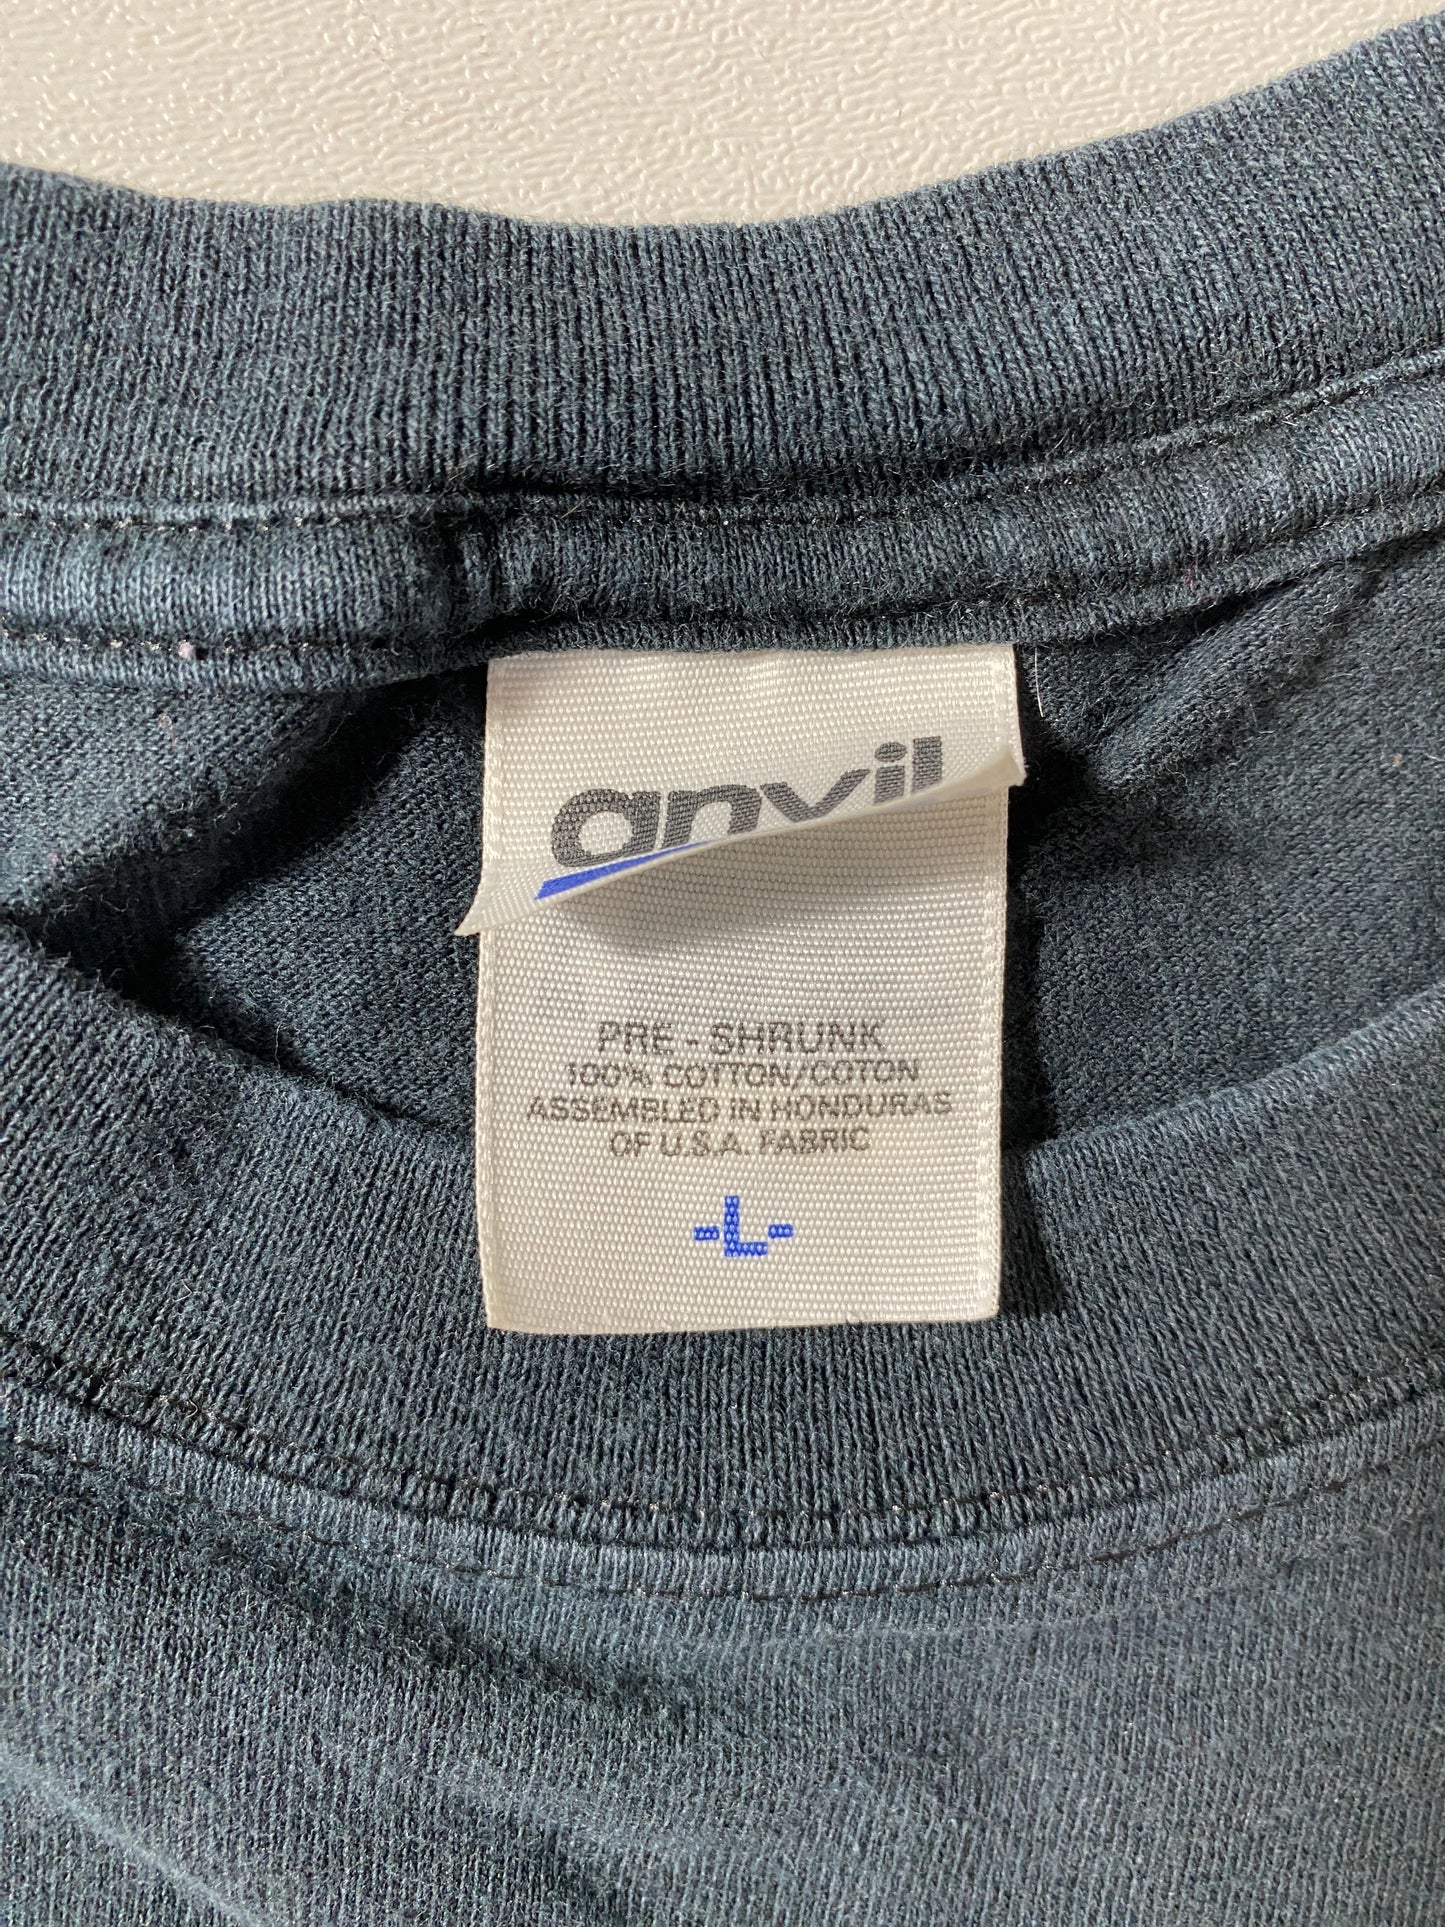 anvil
PRE - SHRUNK
100% COTTON/COTON
ASSEMBLED IN HONDURAS
OF U.S.A. FABRIC
-L-